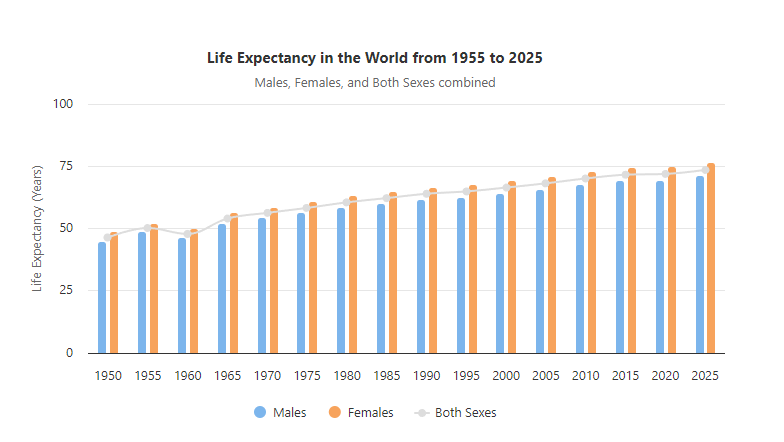 Life Expectancy in the World from 1955 to 2025
Males, Females, and Both Sexes combined
Life Expectancy (Years)
100
75
50
25
0
1950 1955 1960 1965 1970 1975 1980 1985 1990 1995 2000 2005 2010 2015 2020 2025
Males Females Both Sexes